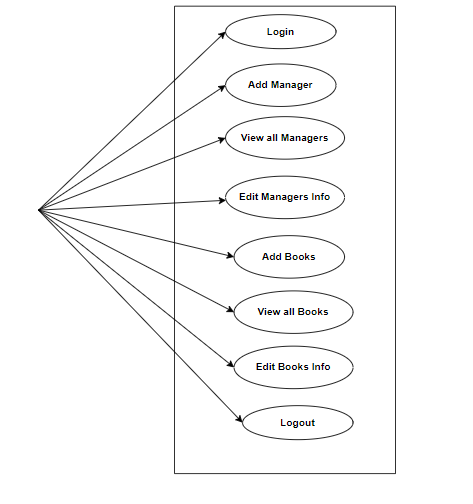 Login
Add Manager
View all Managers
Edit Managers Info
Add Books
View all Books
Edit Books Info
Logout